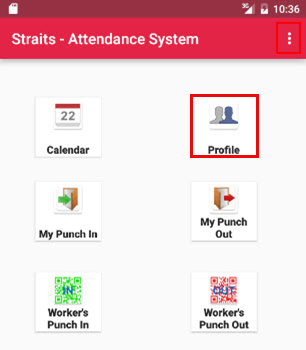 3G 10:36
Straits - Attendance System
22
Calendar
Profile
My Punch In
My Punch
Out
IN
OUT
Worker's
Punch In
Worker's
Punch Out